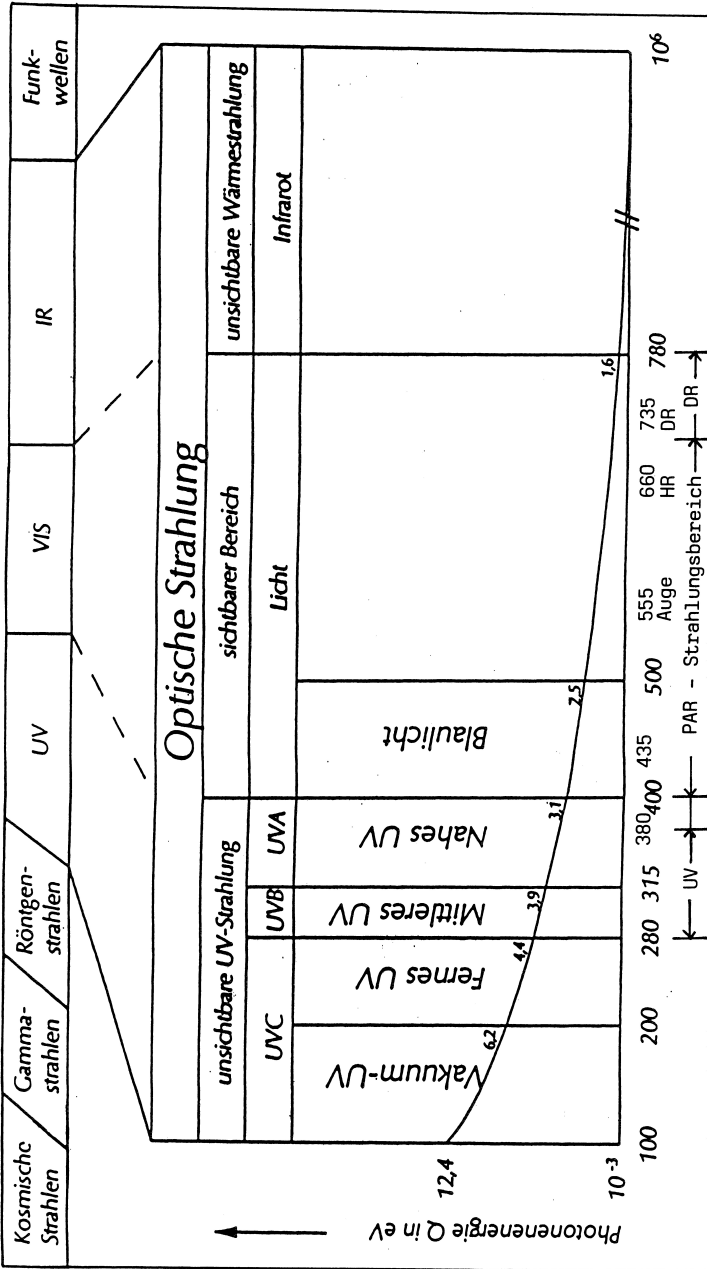 Kosmische
Strahlen
Gamma-
strahlen
Röntgen-
strahlen
UV
VIS
IR
Funk-
wellen
Optische Strahlung
unsichtbare UV-Strahlung
sichtbarer Bereich
unsichtbare Wärmestrahlung
UVC
UVB
UVA
Licht
Infrarot
Vakuum-UV
Fernes UV
Mittleres UV
Nahes UV
Blaulicht
Photonenenergie Q in eV
12,4
6,2
4,4
3,9
3,1
2,5
1,6
10⁻³
100
200
280
315
380
400
435
500
555
660
735
780
10⁶
Auge
HR
DR
UV
PAR - Strahlungsbereich
DR